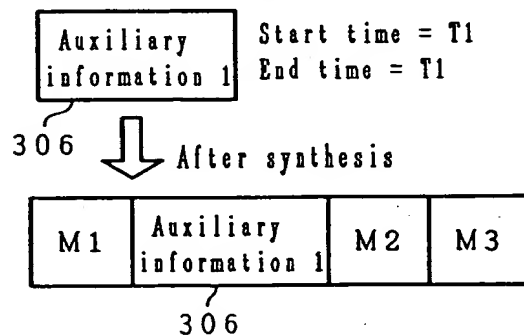 Auxiliary
information 1
Start time = T1
End time = T1
306
After synthesis
M1
Auxiliary
information 1
M2
M3
306